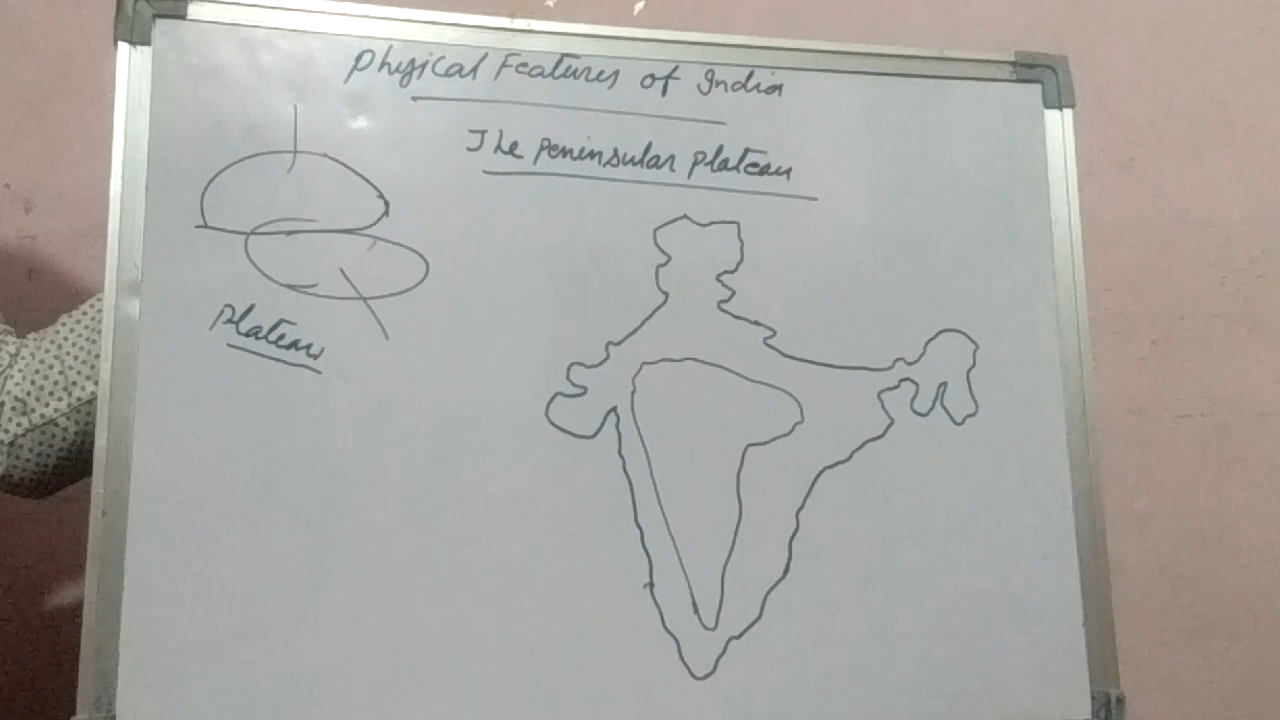 Physical Features of India
The peninsular plateau
plateau